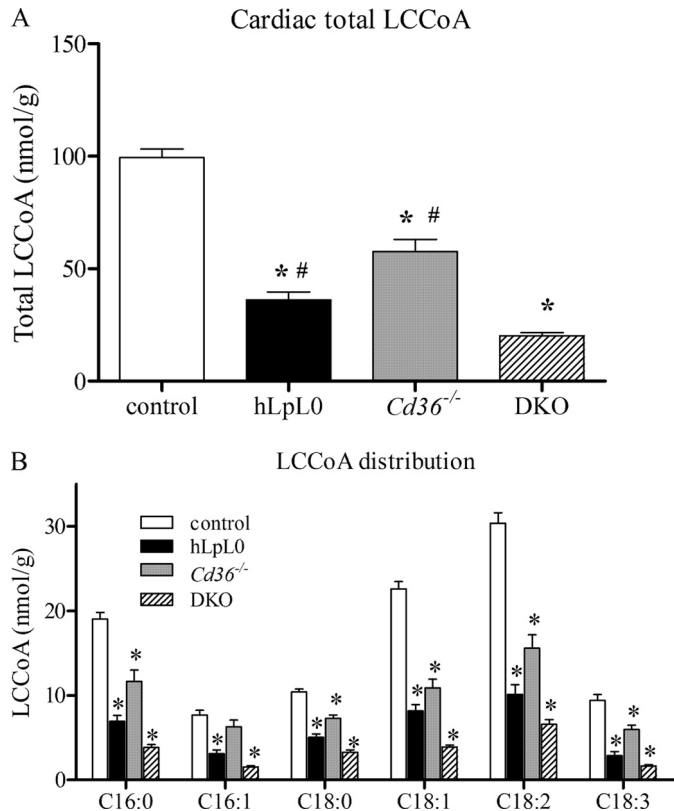 A
Cardiac total LCCoA
Total LCCoA (nmol/g)
150
100
50
0
* #
* #
*
control hLpL0 Cd36-/- DKO
B
LCCoA distribution
LCCoA (nmol/g)
30
20
10
0
control
hLpL0
Cd36-/-
DKO
* * *
* *
* * *
* * *
* * *
* * *
C16:0 C16:1 C18:0 C18:1 C18:2 C18:3